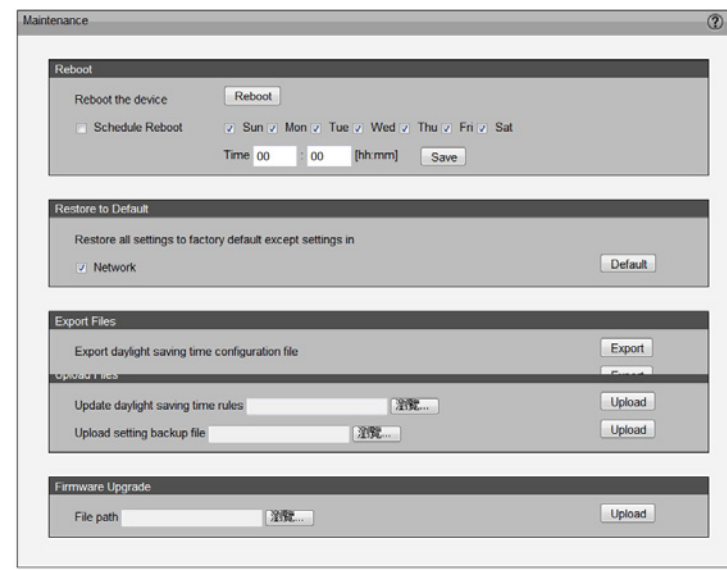 Maintenance
Reboot
Reboot the device Reboot
Schedule Reboot Sun Mon Tue Wed Thu Fri Sat
Time 00 : 00 [hh:mm] Save
Restore to Default
Restore all settings to factory default except settings in
Network Default
Export Files
Export daylight saving time configuration file Export
Export
Upload Files
Update daylight saving time rules 瀏覽... Upload
Upload setting backup file 瀏覽... Upload
Firmware Upgrade
File path 瀏覽... Upload